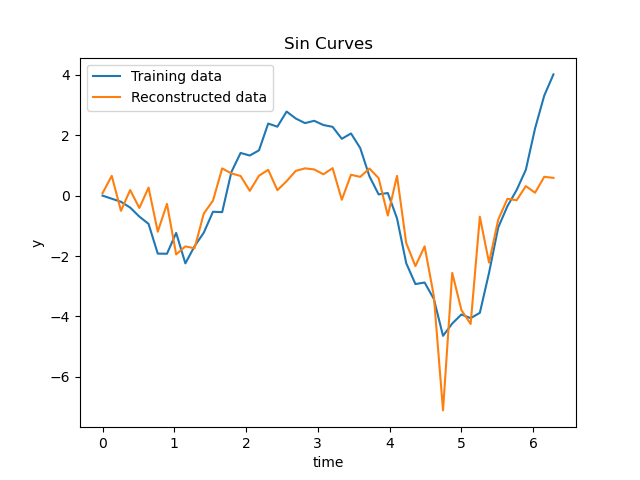 Sin Curves
Training data
Reconstructed data
4
2
0
−2
−4
−6
y
0 1 2 3 4 5 6
time